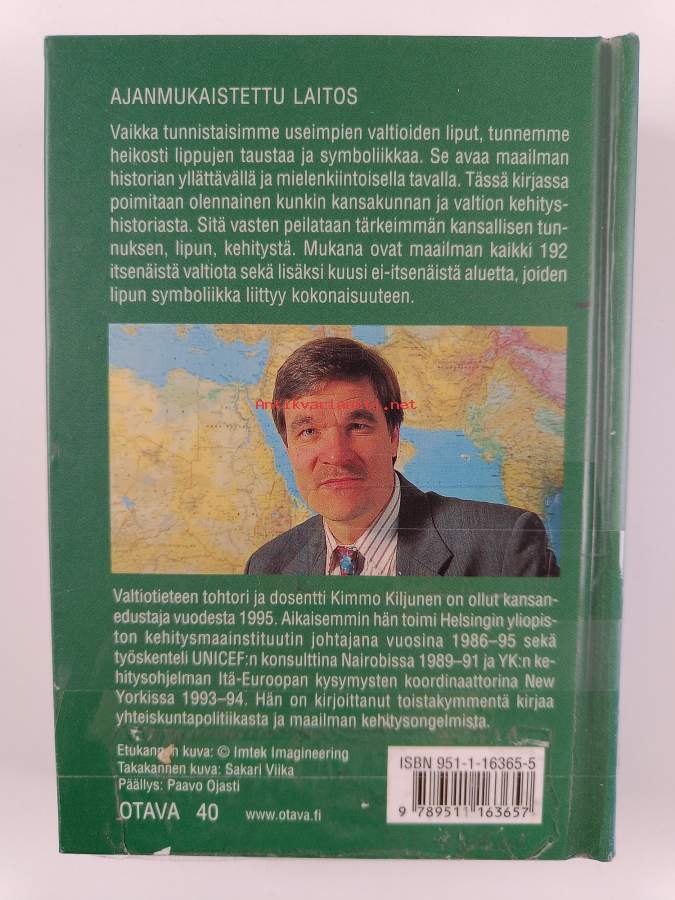 AJANMUKAISTETTU LAITOS
Vaikka tunnistaisimme useimpien valtioiden liput, tunnemme
heikosti lippujen taustaa ja symboliikkaa. Se avaa maailman
historian yllättävällä ja mielenkiintoisella tavalla. Tässä kirjassa
poimitaan olennainen kunkin kansakunnan ja valtion kehitys-
historiasta. Sitä vasten peilataan tärkeimmän kansallisen tun-
nuksen, lipun, kehitystä. Mukana ovat maailman kaikki 192
itsenäistä valtiota sekä lisäksi kuusi ei-itsenäistä aluetta, joiden
lipun symboliikka liittyy kokonaisuuteen.
Antikvariaatti.net
Valtiotieteen tohtori ja dosentti Kimmo Kiljunen on ollut kansan-
edustaja vuodesta 1995. Aikaisemmin hän toimi Helsingin yliopis-
ton kehitysmaainstituutin johtajana vuosina 1986–95 sekä
työskenteli UNICEF:n konsulttina Nairobissa 1989–91 ja YK:n ke-
hitysohjelman Itä-Euroopan kysymysten koordinaattorina New
Yorkissa 1993–94. Hän on kirjoittanut toistakymmentä kirjaa
yhteiskuntapolitiikasta ja maailman kehitysongelmista.
Etukannen kuva: © Imtek Imagineering
Takakannen kuva: Sakari Viika
Päällys: Paavo Ojasti
OTAVA 40 www.otava.fi
ISBN 951-1-16365-5
9 789511 163657